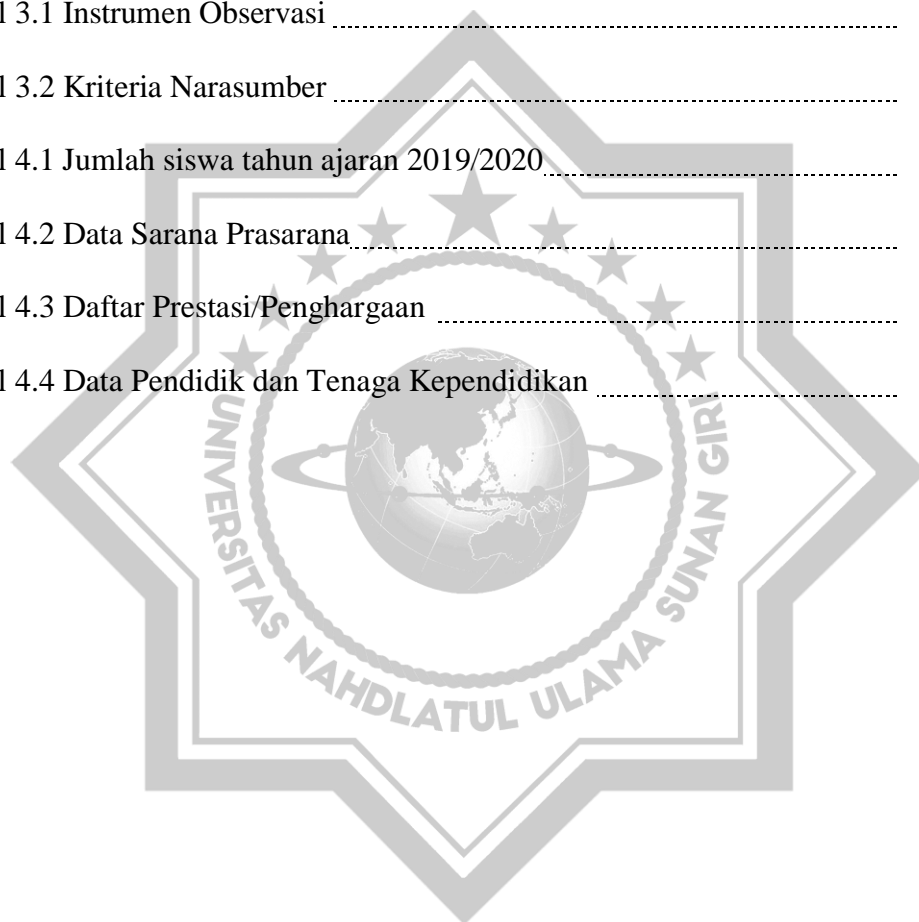 l 3.1 Instrumen Observasi
l 3.2 Kriteria Narasumber
l 4.1 Jumlah siswa tahun ajaran 2019/2020
l 4.2 Data Sarana Prasarana
l 4.3 Daftar Prestasi/Penghargaan
l 4.4 Data Pendidik dan Tenaga Kependidikan
UNIVERSITAS NAHDLATUL ULAMA SUNAN GIRI